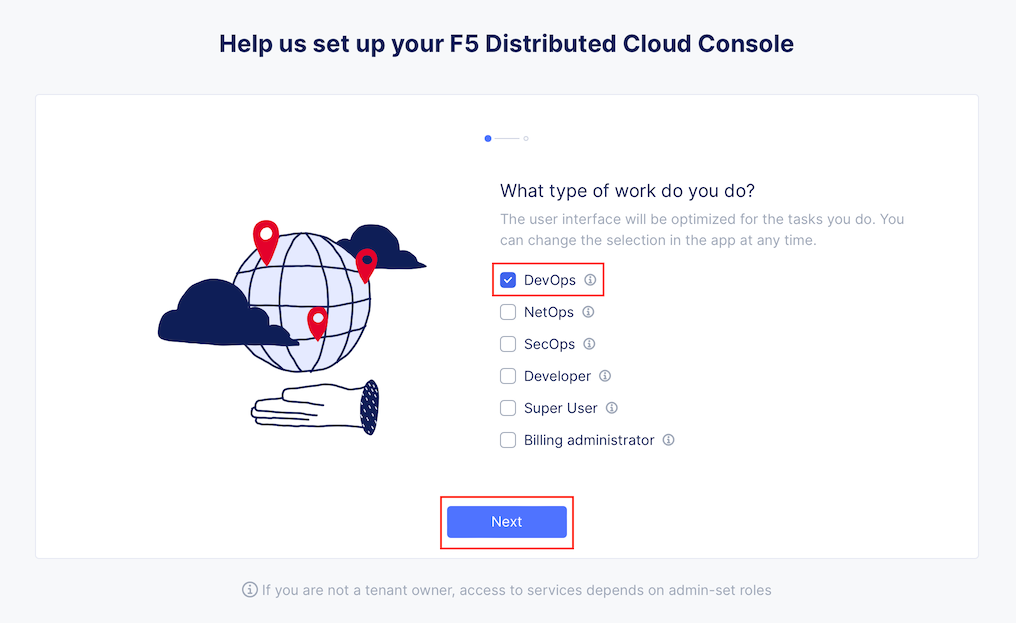 Help us set up your F5 Distributed Cloud Console
What type of work do you do?
The user interface will be optimized for the tasks you do. You
can change the selection in the app at any time.
DevOps
NetOps
SecOps
Developer
Super User
Billing administrator
Next
If you are not a tenant owner, access to services depends on admin-set roles